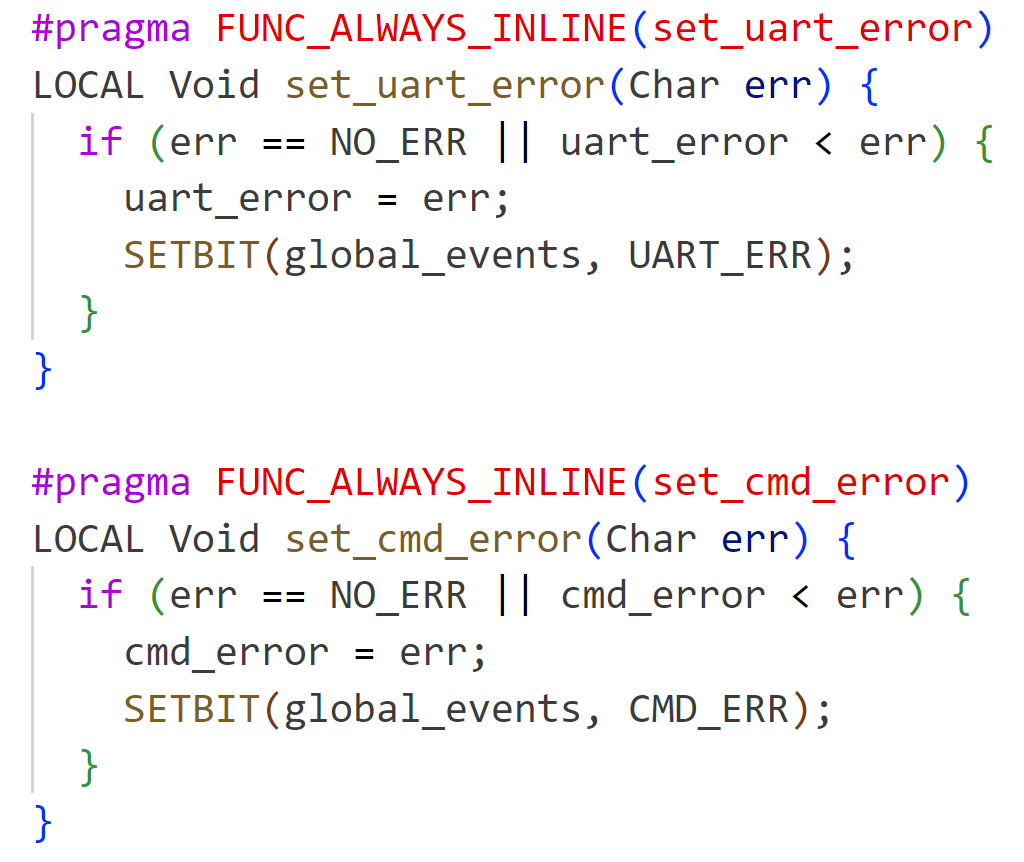 #pragma FUNC_ALWAYS_INLINE(set_uart_error)
LOCAL Void set_uart_error(Char err) {
  if (err == NO_ERR || uart_error < err) {
    uart_error = err;
    SETBIT(global_events, UART_ERR);
  }
}

#pragma FUNC_ALWAYS_INLINE(set_cmd_error)
LOCAL Void set_cmd_error(Char err) {
  if (err == NO_ERR || cmd_error < err) {
    cmd_error = err;
    SETBIT(global_events, CMD_ERR);
  }
}